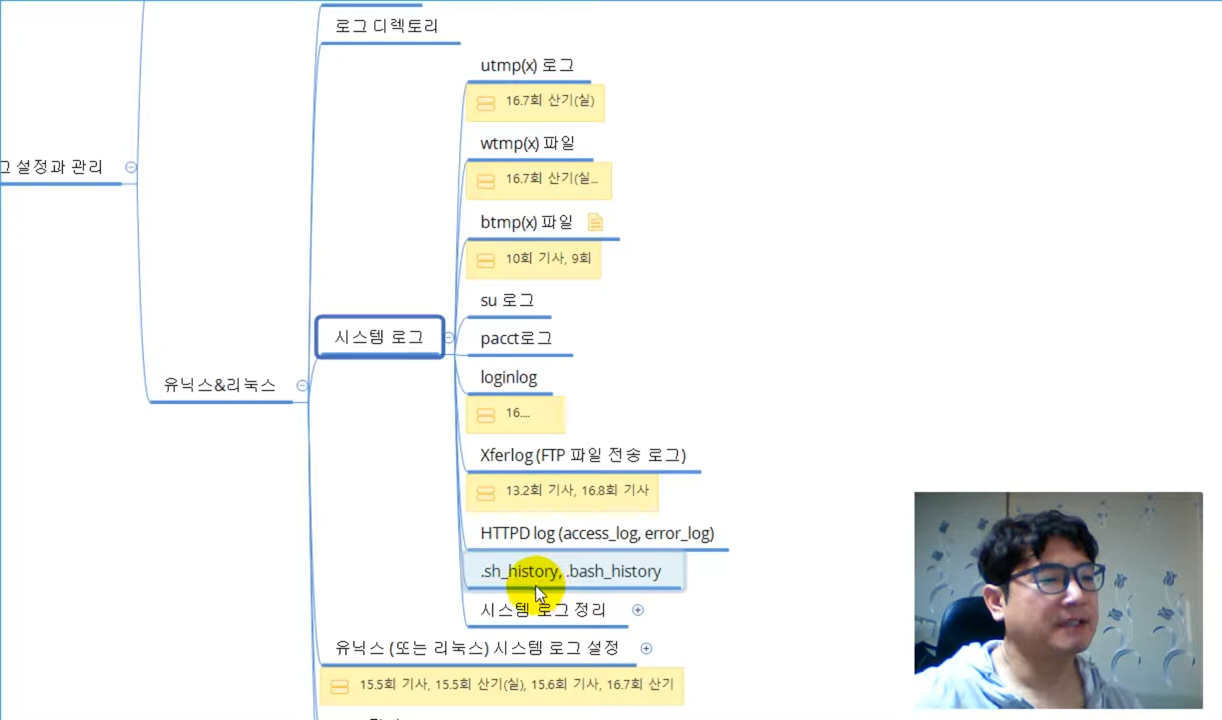 로그 디렉토리
utmp(x) 로그
16.7회 산기(실)
wtmp(x) 파일
16.7회 산기(실...
그 설정과 관리
btmp(x) 파일
10회 기사, 9회
su 로그
시스템 로그
pacct로그
loginlog
유닉스&리눅스
16....
Xferlog (FTP 파일 전송 로그)
13.2회 기사, 16.8회 기사
HTTPD log (access_log, error_log)
.sh_history, .bash_history
시스템 로그 정리
유닉스 (또는 리눅스) 시스템 로그 설정
15.5회 기사, 15.5회 산기(실), 15.6회 기사, 16.7회 산기